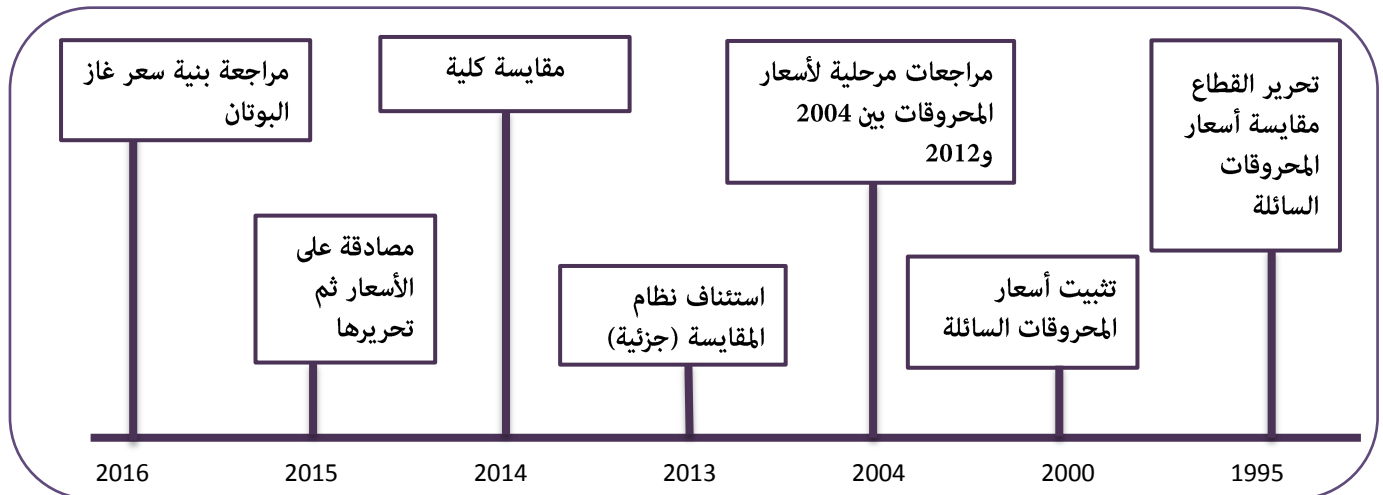 تحرير القطاع
مقايسة أسعار
المحروقات
السائلة
تثبيت أسعار
المحروقات السائلة
مراجعات مرحلية لأسعار
المحروقات بين 2004
و2012
استئناف نظام
المقايسة (جزئية)
مقايسة كلية
مصادقة على
الأسعار ثم
تحريرها
مراجعة بنية سعر غاز
البوتان
1995
2000
2004
2013
2014
2015
2016